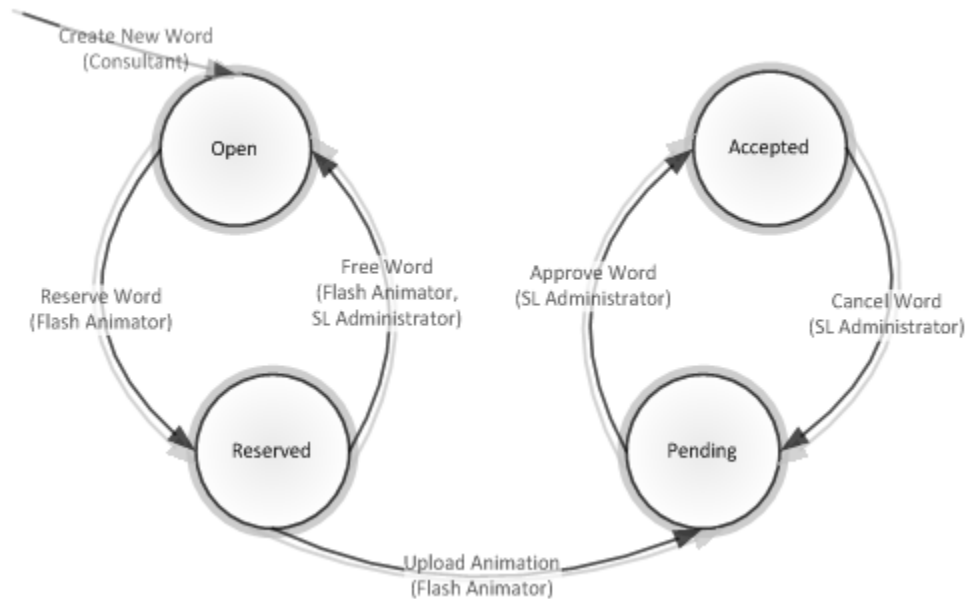 Create New Word
(Consultant)
Open
Accepted
Free Word
(Flash Animator,
SL Administrator)
Approve Word
(SL Administrator)
Reserve Word
(Flash Animator)
Cancel Word
(SL Administrator)
Reserved
Pending
Upload Animation
(Flash Animator)